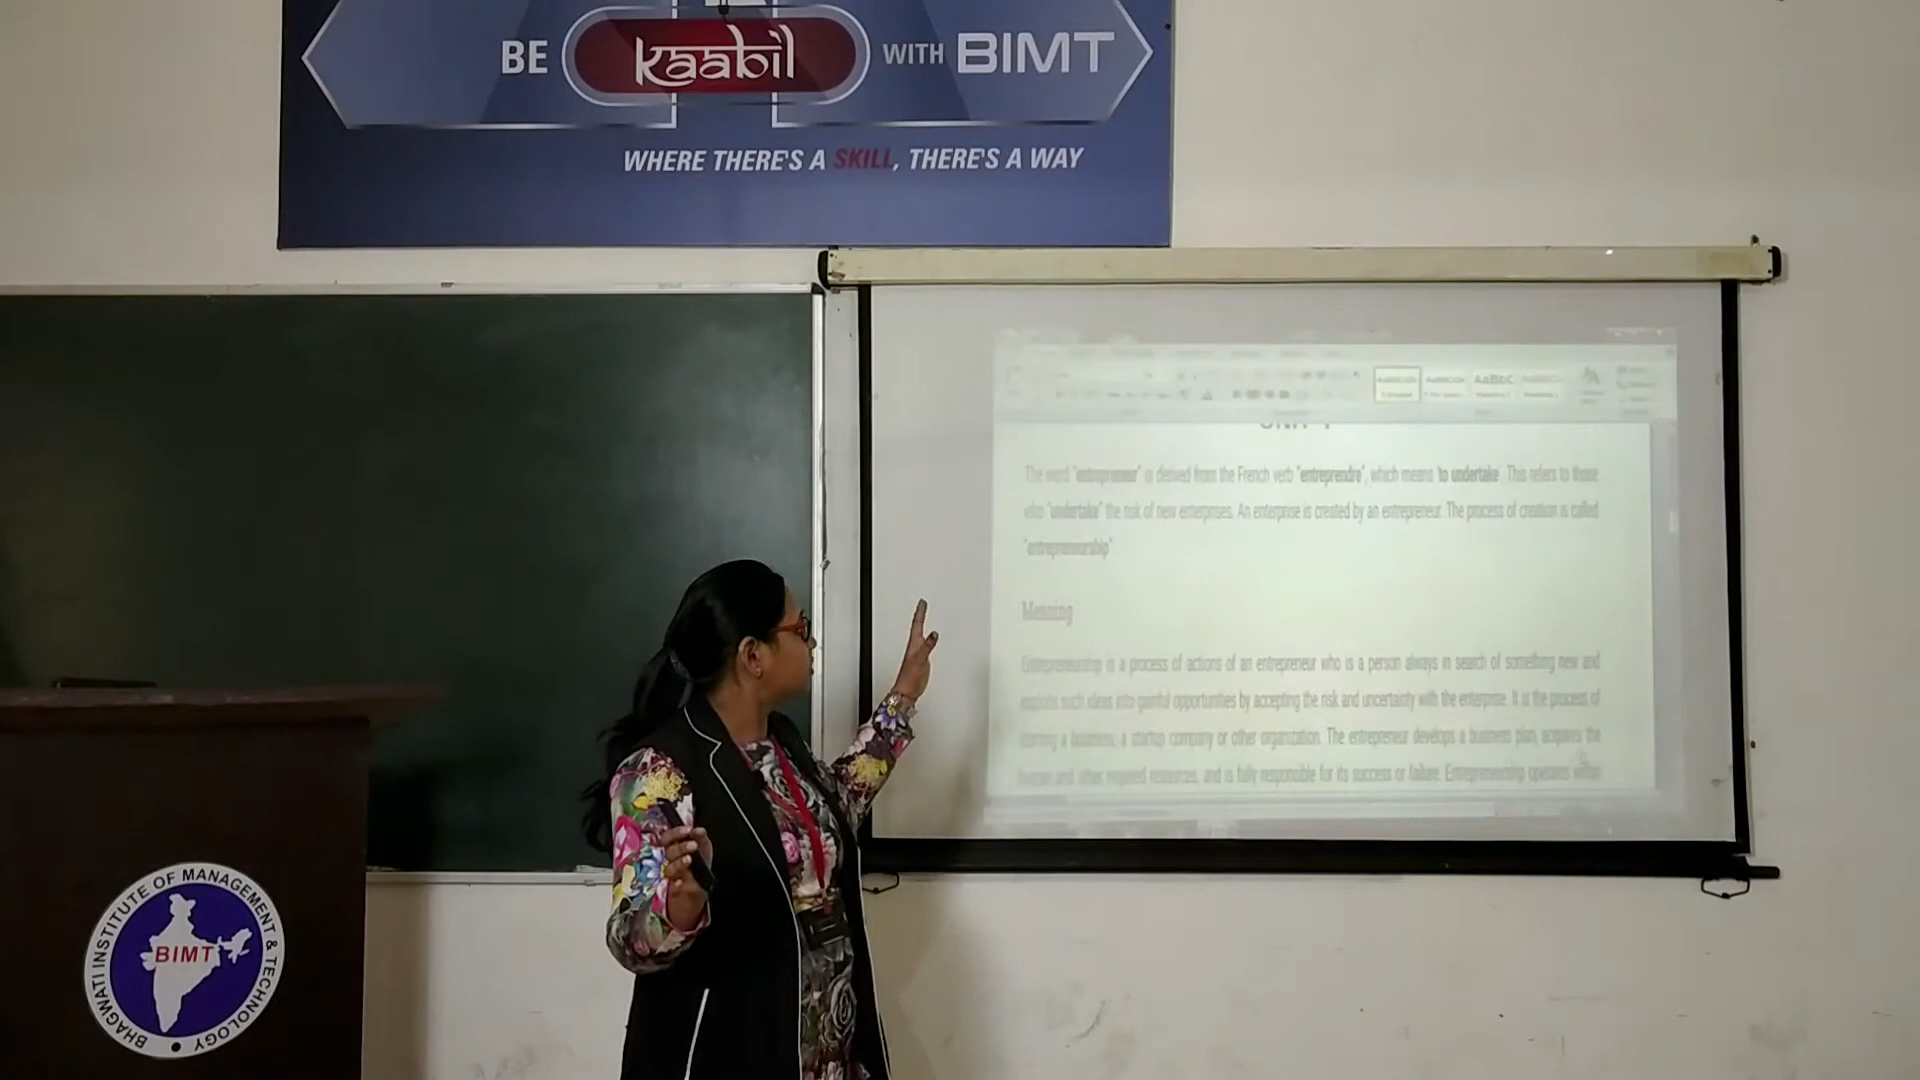 BE kaabil WITH BIMT
WHERE THERE'S A SKILL, THERE'S A WAY
The word "entrepreneur" is derived from the French verb "entreprendre", which means 'to undertake'. This refers to those
who "undertake" the risk of new enterprises. An enterprise is created by an entrepreneur. The process of creation is called
"entrepreneurship"
Meaning
Entrepreneurship is a process of actions of an entrepreneur who is a person always in search of something new and
exploits such ideas into gainful opportunities by accepting the risk and uncertainty with the enterprise. It is the process of
starting a business, a startup company or other organization. The entrepreneur develops a business plan, acquires the
human and other required resources, and is fully responsible for its success or failure. Entrepreneurship operates within
BHAGWATI INSTITUTE OF MANAGEMENT & TECHNOLOGY
BIMT